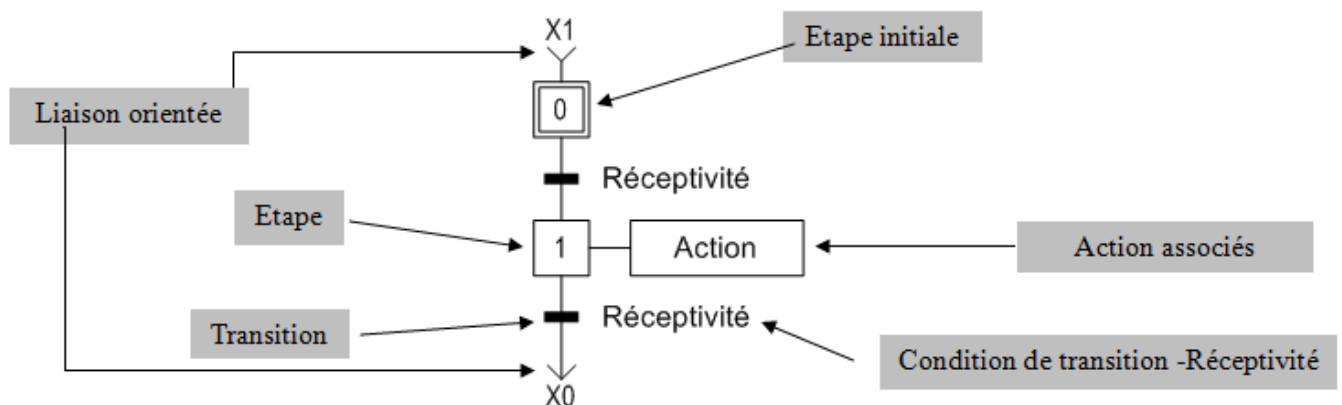 X1
Etape initiale
Liaison orientée
0
Réceptivité
Etape
1
Action
Action associés
Transition
Réceptivité
Condition de transition -Réceptivité
X0